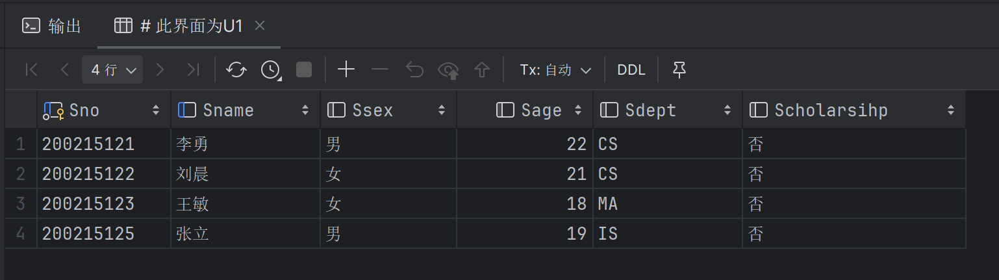 输出 # 此界面为U1
4 行 Tx: 自动 DDL
Sno Sname Ssex Sage Sdept Scholarsihp
1 200215121 李勇 男 22 CS 否
2 200215122 刘晨 女 21 CS 否
3 200215123 王敏 女 18 MA 否
4 200215125 张立 男 19 IS 否